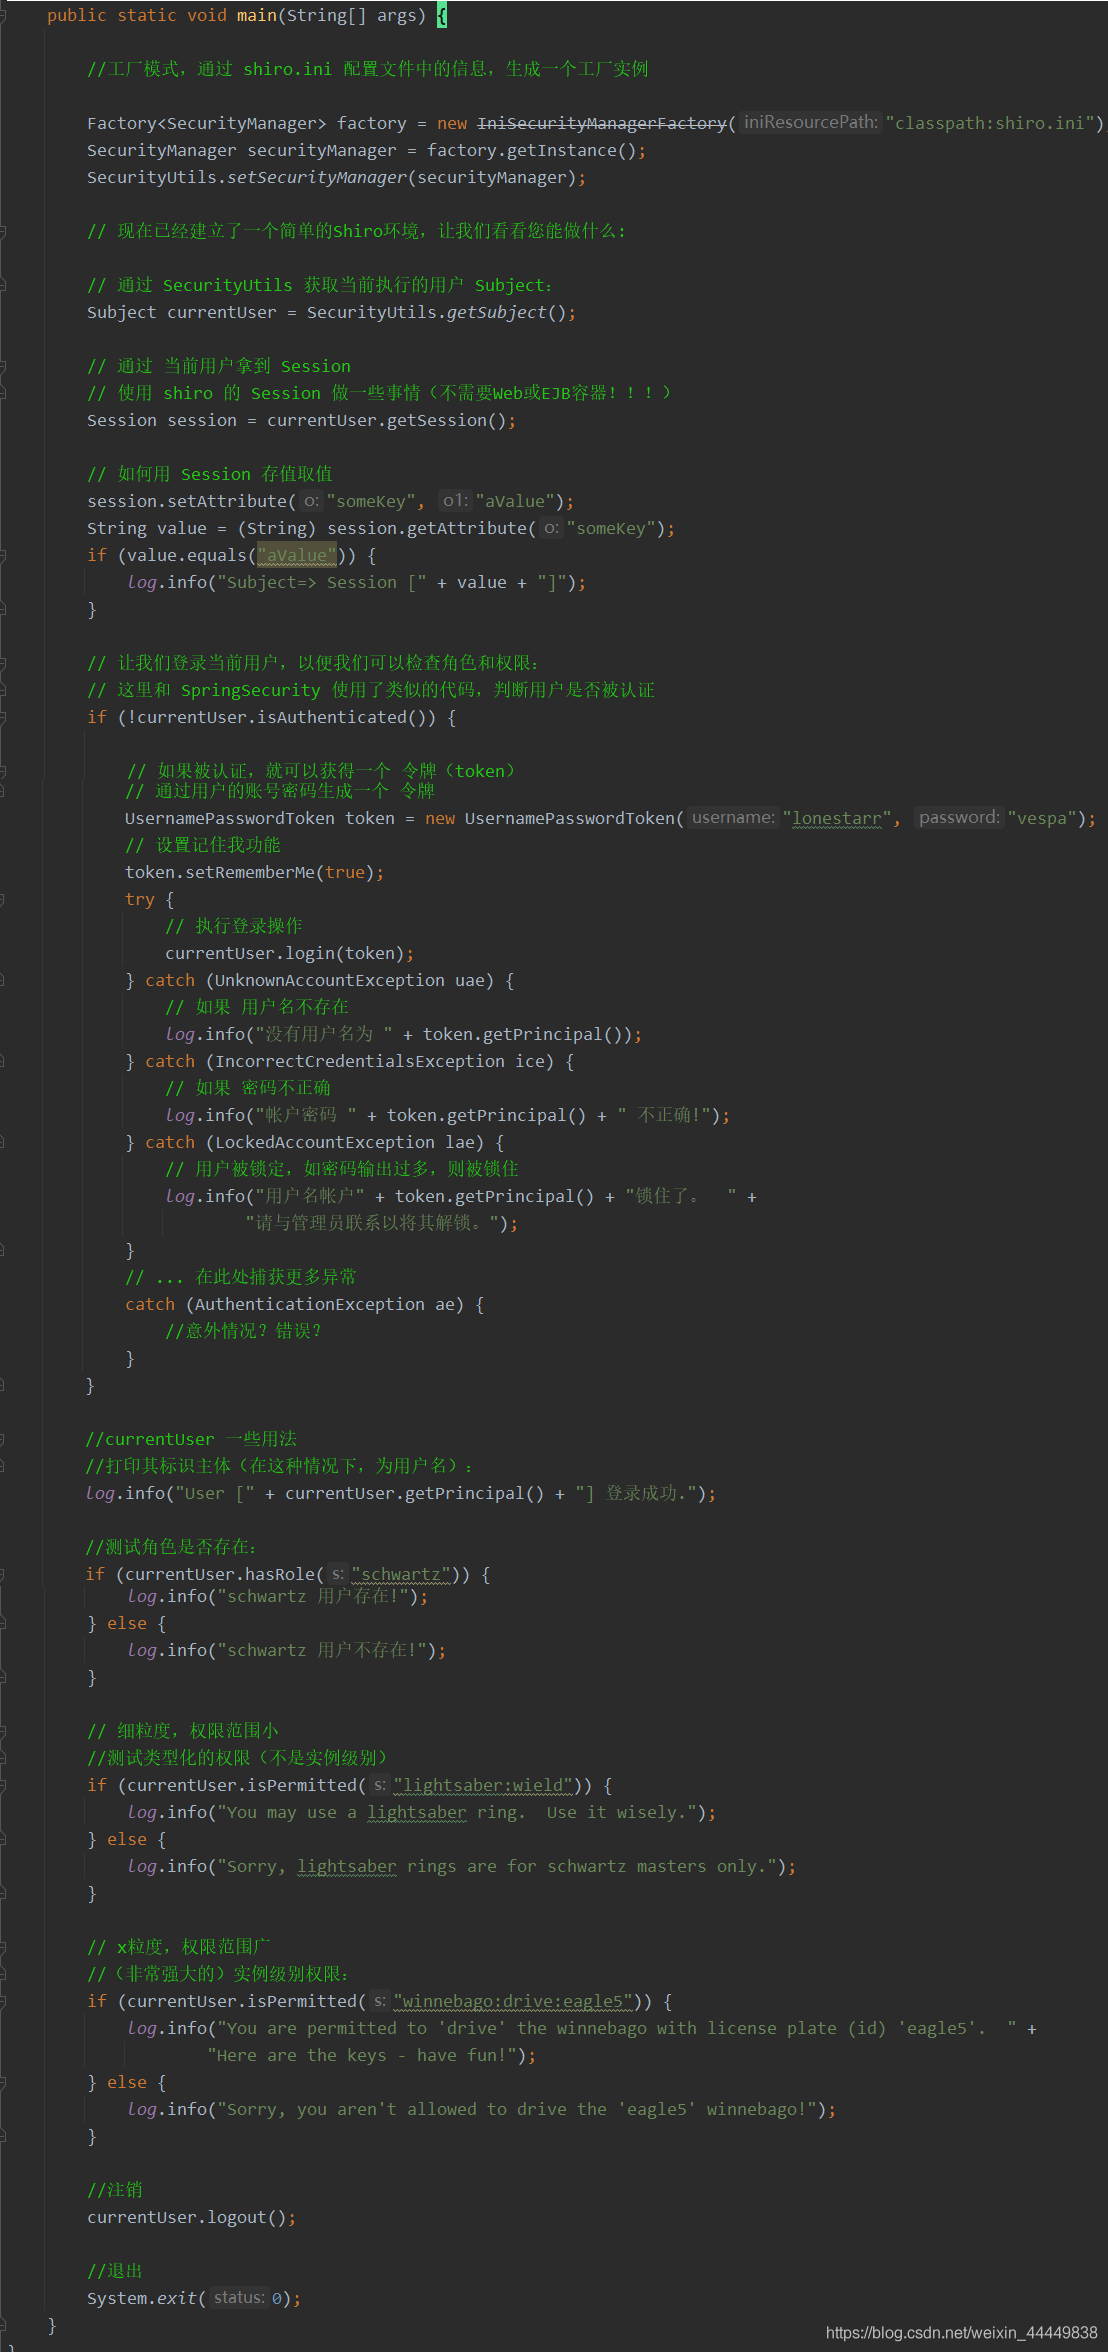 public static void main(String[] args) {
//工厂模式，通过 shiro.ini 配置文件中的信息，生成一个工厂实例
Factory<SecurityManager> factory = new IniSecurityManagerFactory( iniResourcePath: "classpath:shiro.ini")
SecurityManager securityManager = factory.getInstance();
SecurityUtils.setSecurityManager(securityManager);
// 现在已经建立了一个简单的Shiro环境，让我们看看您能做什么：
// 通过 SecurityUtils 获取当前执行的用户 Subject：
Subject currentUser = SecurityUtils.getSubject();
// 通过 当前用户拿到 Session
// 使用 shiro 的 Session 做一些事情（不需要Web或EJB容器！！！）
Session session = currentUser.getSession();
// 如何用 Session 存值取值
session.setAttribute( o: "someKey", o1: "aValue");
String value = (String) session.getAttribute( o: "someKey");
if (value.equals("aValue")) {
log.info("Subject=> Session [" + value + "]");
}
// 让我们登录当前用户，以便我们可以检查角色和权限：
// 这里和 SpringSecurity 使用了类似的代码，判断用户是否被认证
if (!currentUser.isAuthenticated()) {
// 如果被认证，就可以获得一个 令牌（token）
// 通过用户的账号密码生成一个 令牌
UsernamePasswordToken token = new UsernamePasswordToken( username: "lonestarr", password: "vespa");
// 设置记住我功能
token.setRememberMe(true);
try {
// 执行登录操作
currentUser.login(token);
} catch (UnknownAccountException uae) {
// 如果 用户名不存在
log.info("没有用户名为 " + token.getPrincipal());
} catch (IncorrectCredentialsException ice) {
// 如果 密码不正确
log.info("帐户密码 " + token.getPrincipal() + " 不正确!");
} catch (LockedAccountException lae) {
// 用户被锁定，如密码输出过多，则被锁住
log.info("用户名帐户" + token.getPrincipal() + "锁住了。  " +
"请与管理员联系以将其解锁。");
}
// ... 在此处捕获更多异常
catch (AuthenticationException ae) {
//意外情况？错误？
}
}
//currentUser 一些用法
//打印其标识主体（在这种情况下，为用户名）：
log.info("User [" + currentUser.getPrincipal() + "] 登录成功.");
//测试角色是否存在：
if (currentUser.hasRole( s: "schwartz")) {
log.info("schwartz 用户存在!");
} else {
log.info("schwartz 用户不存在!");
}
// 细粒度，权限范围小
//测试类型化的权限（不是实例级别）
if (currentUser.isPermitted( s: "lightsaber:wield")) {
log.info("You may use a lightsaber ring.  Use it wisely.");
} else {
log.info("Sorry, lightsaber rings are for schwartz masters only.");
}
// x粒度，权限范围广
//（非常强大的）实例级别权限：
if (currentUser.isPermitted( s: "winnebago:drive:eagle5")) {
log.info("You are permitted to 'drive' the winnebago with license plate (id) 'eagle5'.  " +
"Here are the keys - have fun!");
} else {
log.info("Sorry, you aren't allowed to drive the 'eagle5' winnebago!");
}
//注销
currentUser.logout();
//退出
System.exit( status: 0);
}
https://blog.csdn.net/weixin_44449838
}